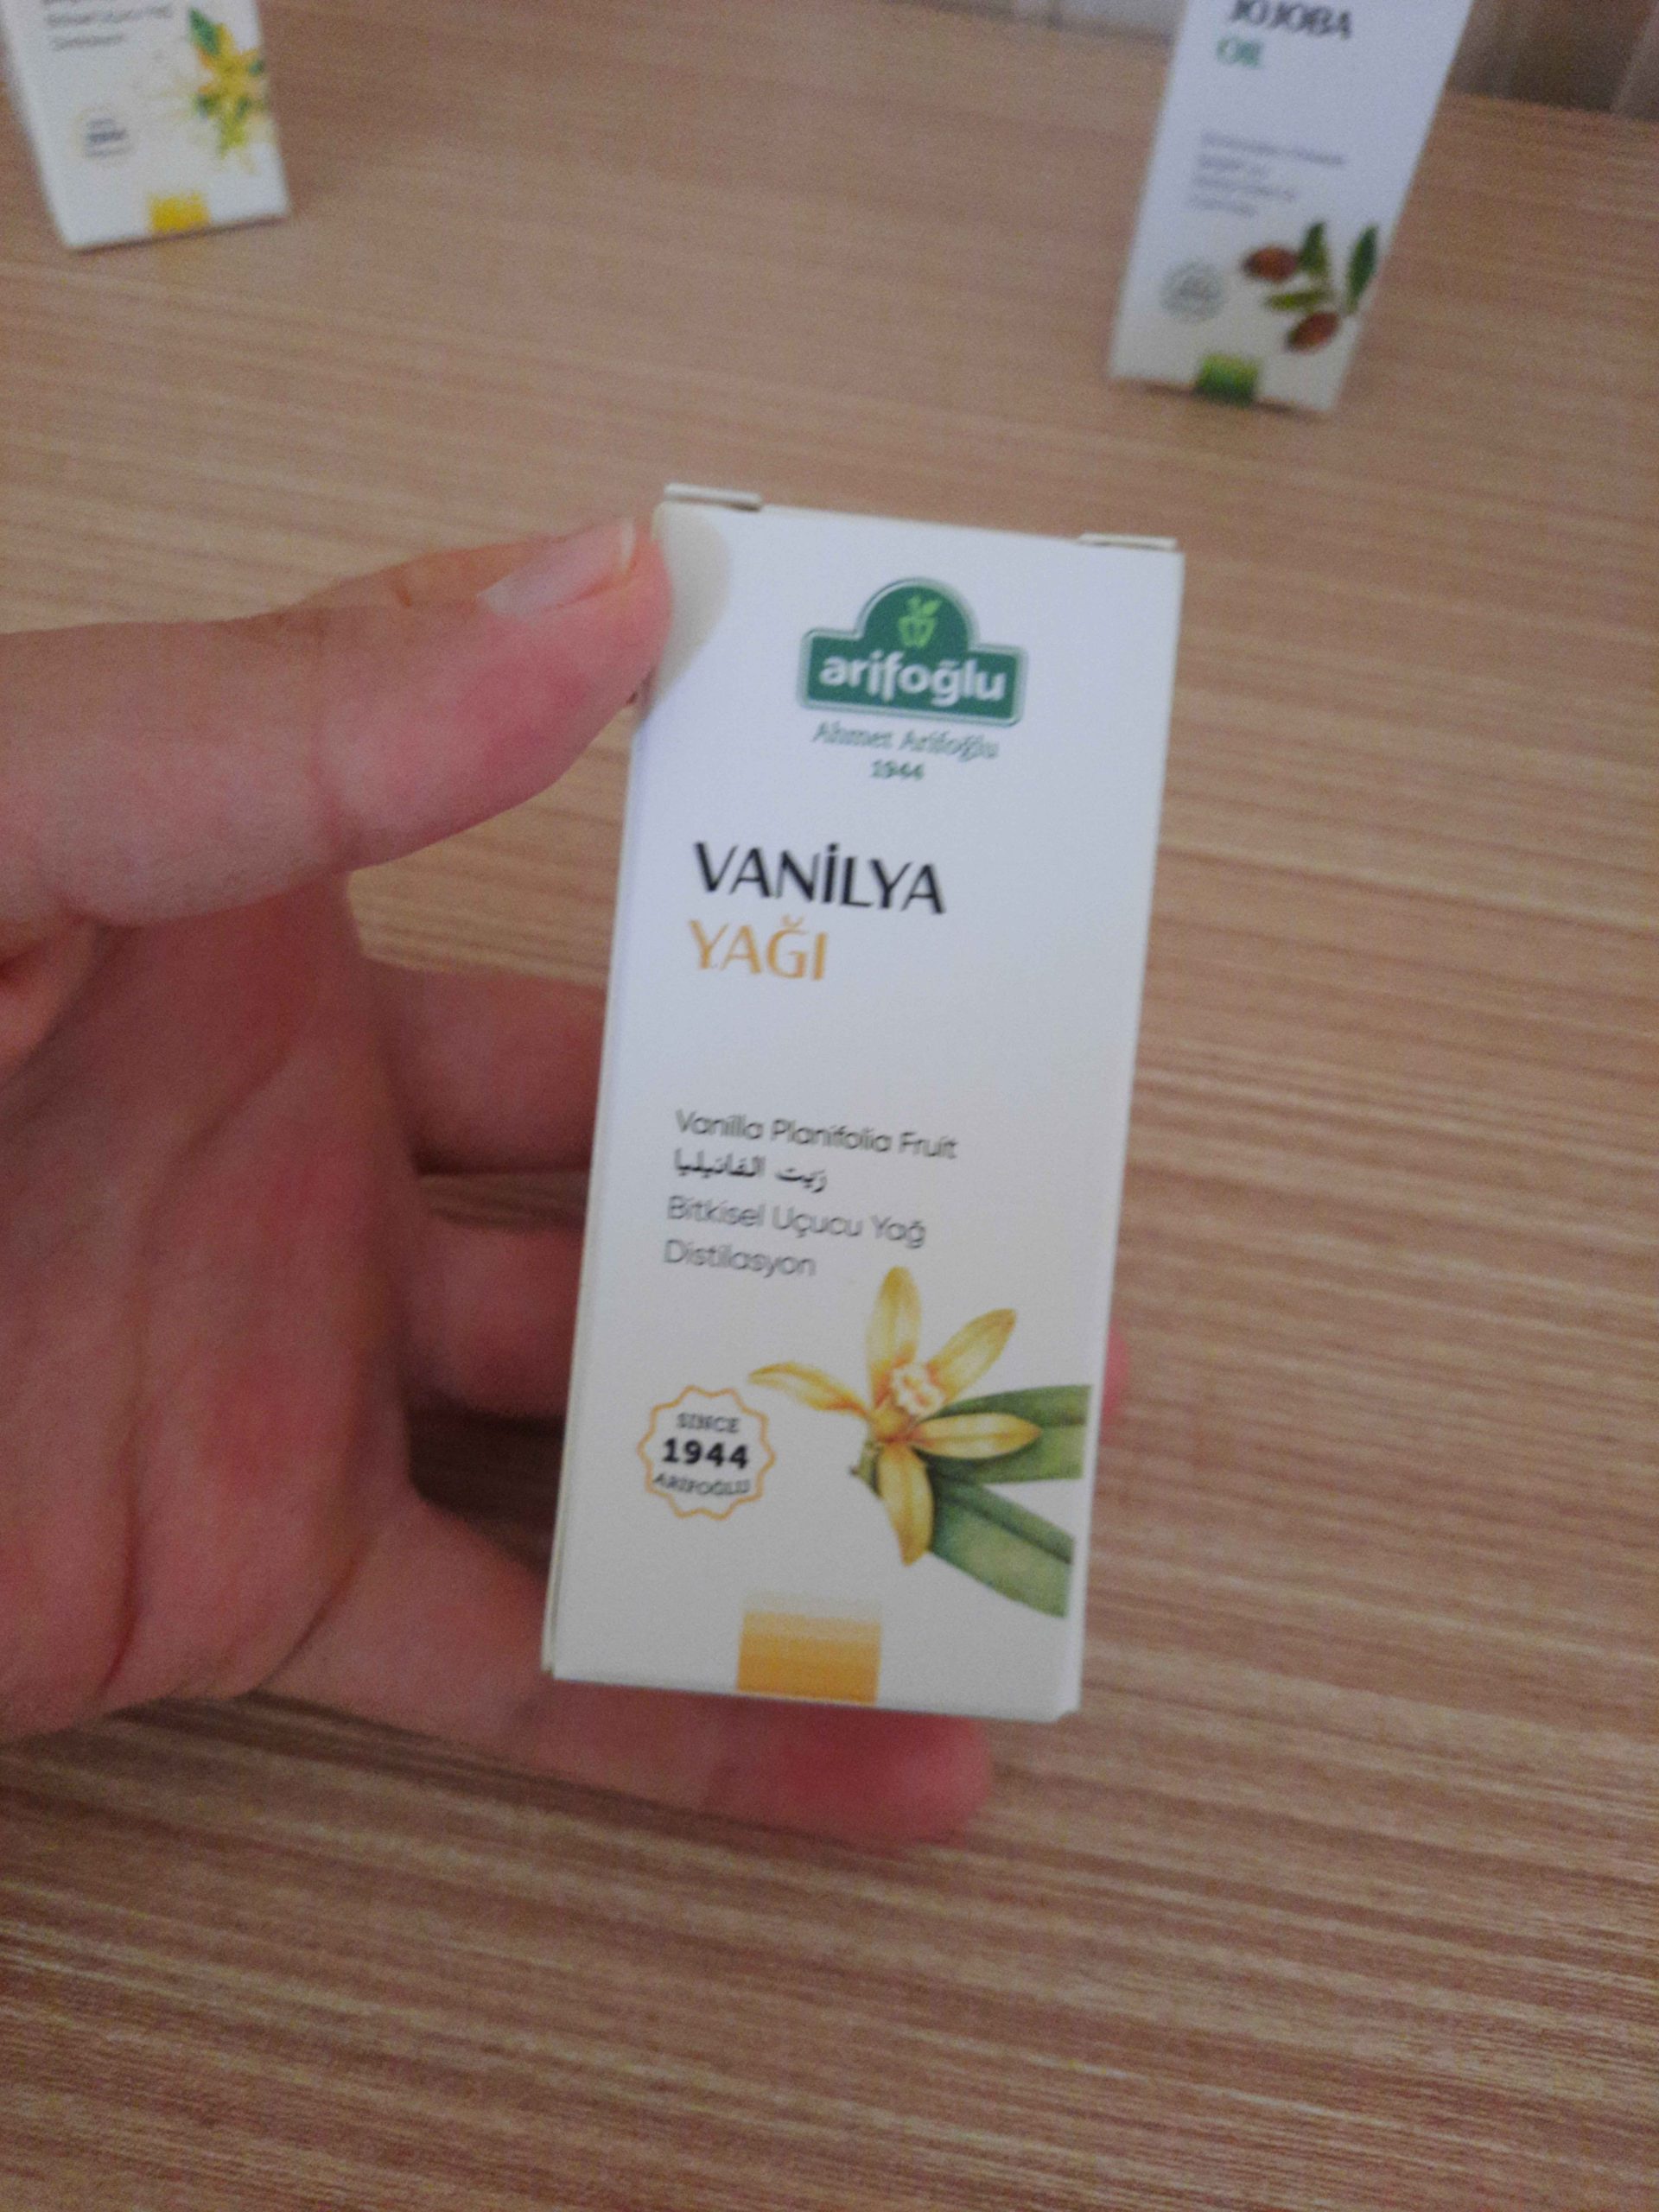 JOJOBA
OIL
arifoğlu
Ahmet Arifoğlu
1944
VANİLYA
YAĞI
Vanilla Planifolia Fruit
زيت الفانيليا
Bitkisel Uçucu Yağ
Distilasyon
SINCE
1944
ARİFOĞLU